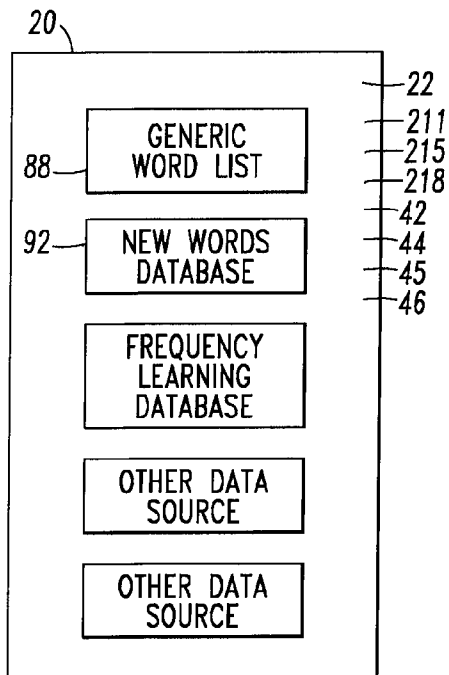 20
22
211
GENERIC
WORD LIST
215
88
218
42
92
NEW WORDS
DATABASE
44
45
46
FREQUENCY
LEARNING
DATABASE
OTHER DATA
SOURCE
OTHER DATA
SOURCE